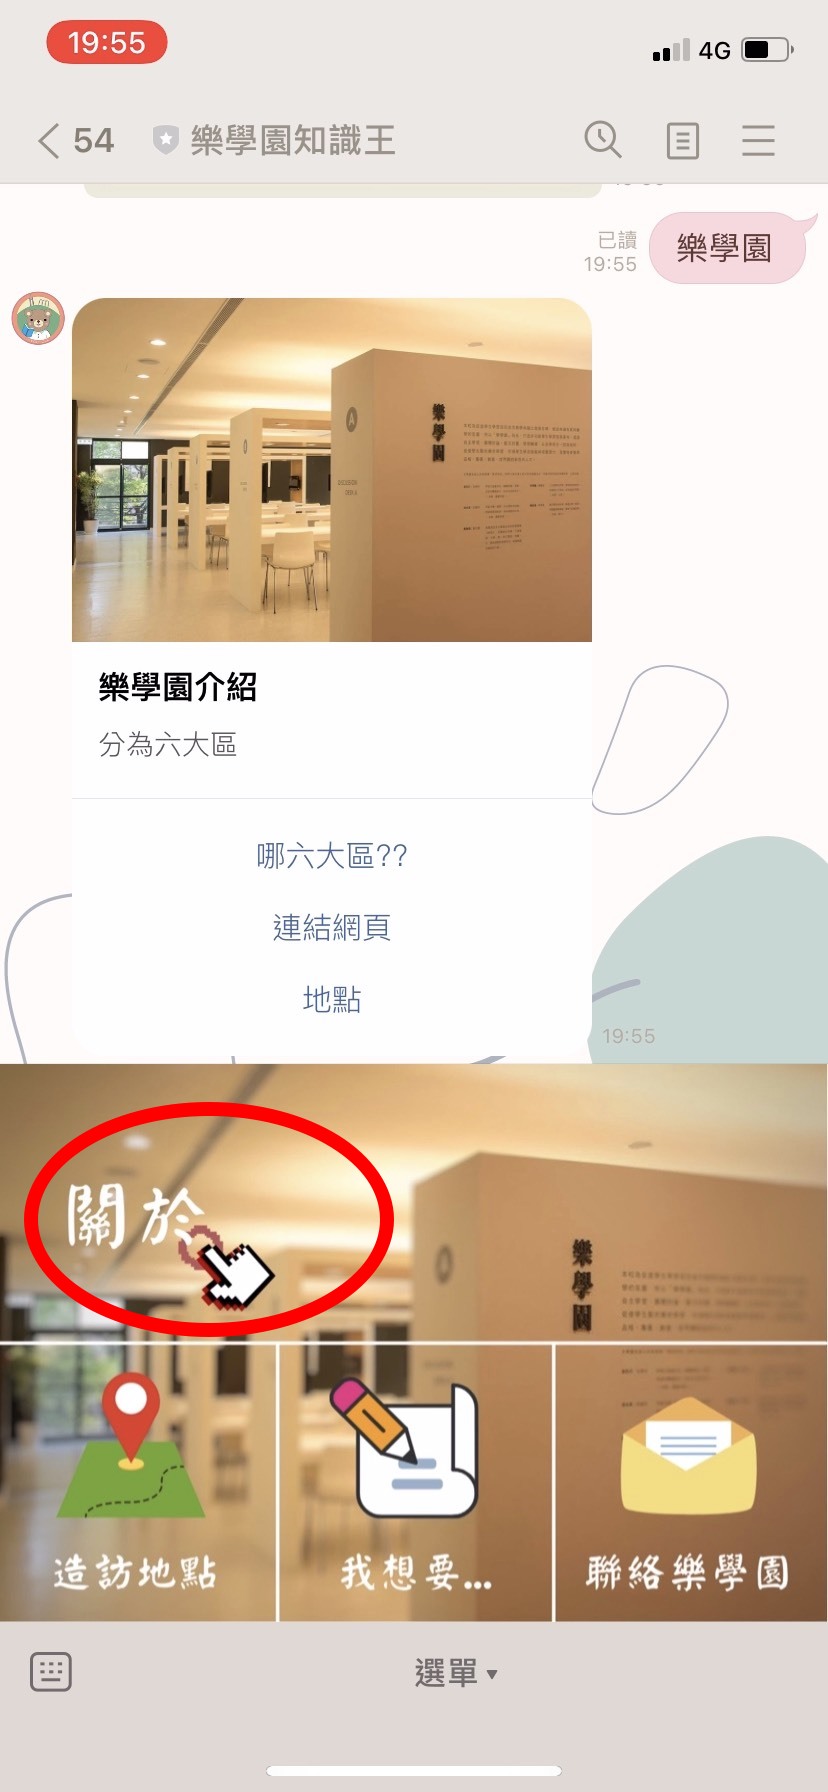 19:55
4G
54
樂學園知識王
已讀
19:55
樂學園
A
樂學園
樂學園介紹
分為六大區
哪六大區??
連結網頁
地點
19:55
關於
樂學園
造訪地點
我想要...
聯絡樂學園
選單